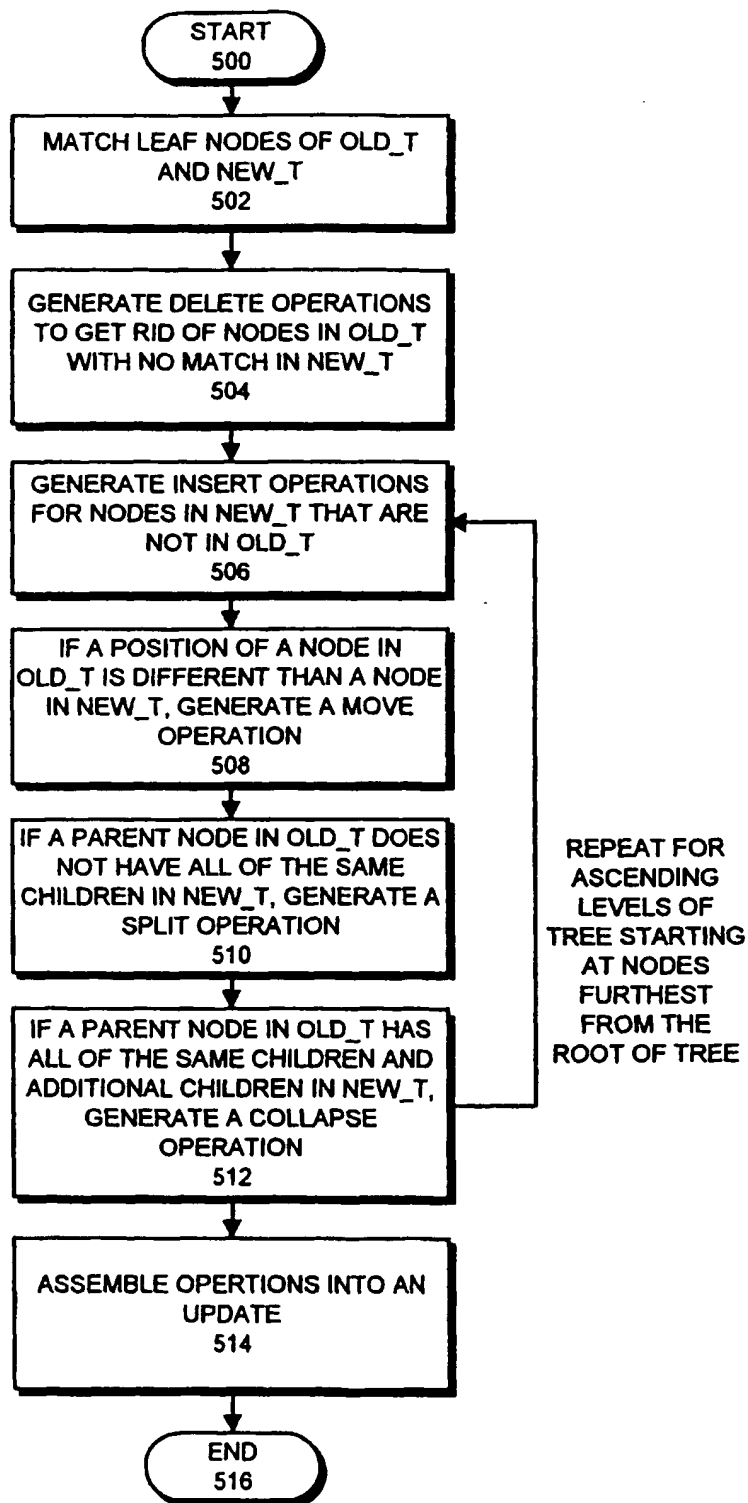 START
500
MATCH LEAF NODES OF OLD_T
AND NEW_T
502
GENERATE DELETE OPERATIONS
TO GET RID OF NODES IN OLD_T
WITH NO MATCH IN NEW_T
504
GENERATE INSERT OPERATIONS
FOR NODES IN NEW_T THAT ARE
NOT IN OLD_T
506
IF A POSITION OF A NODE IN
OLD_T IS DIFFERENT THAN A NODE
IN NEW_T, GENERATE A MOVE
OPERATION
508
IF A PARENT NODE IN OLD_T DOES
NOT HAVE ALL OF THE SAME
CHILDREN IN NEW_T, GENERATE A
SPLIT OPERATION
510
IF A PARENT NODE IN OLD_T HAS
ALL OF THE SAME CHILDREN AND
ADDITIONAL CHILDREN IN NEW_T,
GENERATE A COLLAPSE
OPERATION
512
REPEAT FOR
ASCENDING
LEVELS OF
TREE STARTING
AT NODES
FURTHEST
FROM THE
ROOT OF TREE
ASSEMBLE OPERTIONS INTO AN
UPDATE
514
END
516